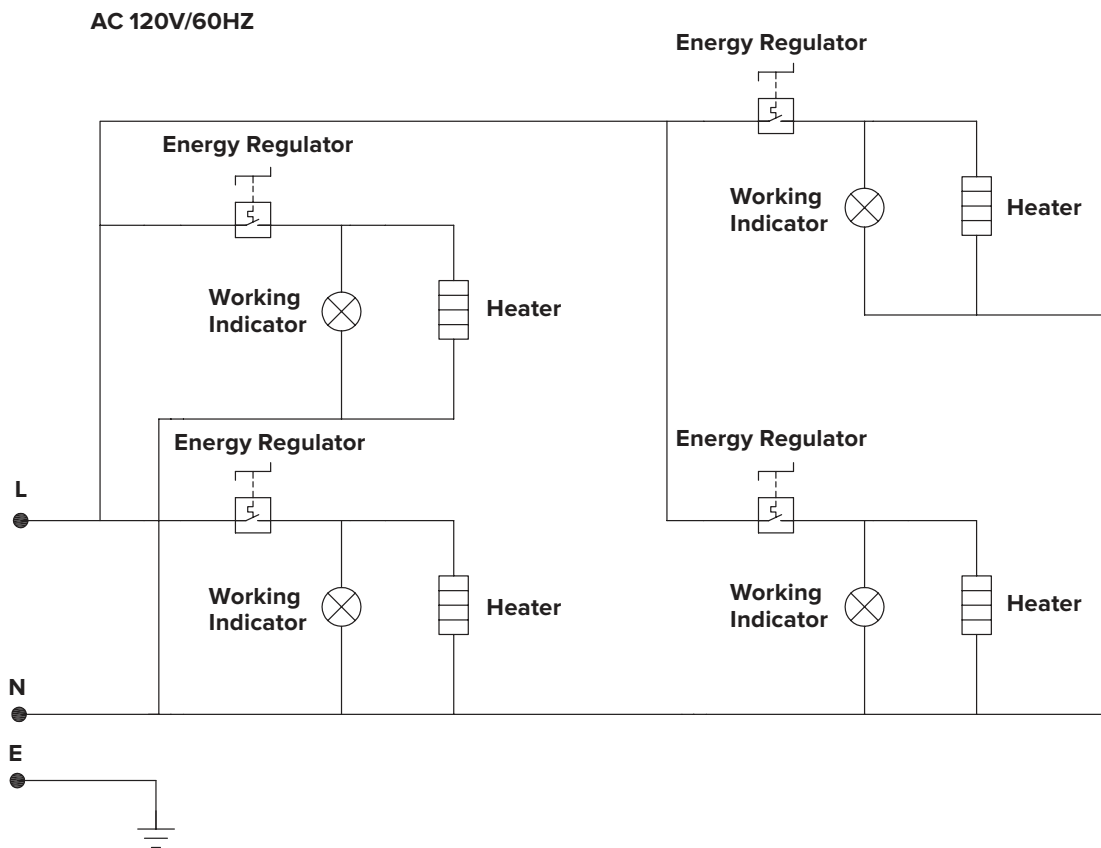 AC 120V/60HZ
Energy Regulator
Energy Regulator
Working
Indicator
Heater
Working
Indicator
Heater
Energy Regulator
Energy Regulator
L
Working
Indicator
Heater
Working
Indicator
Heater
N
E